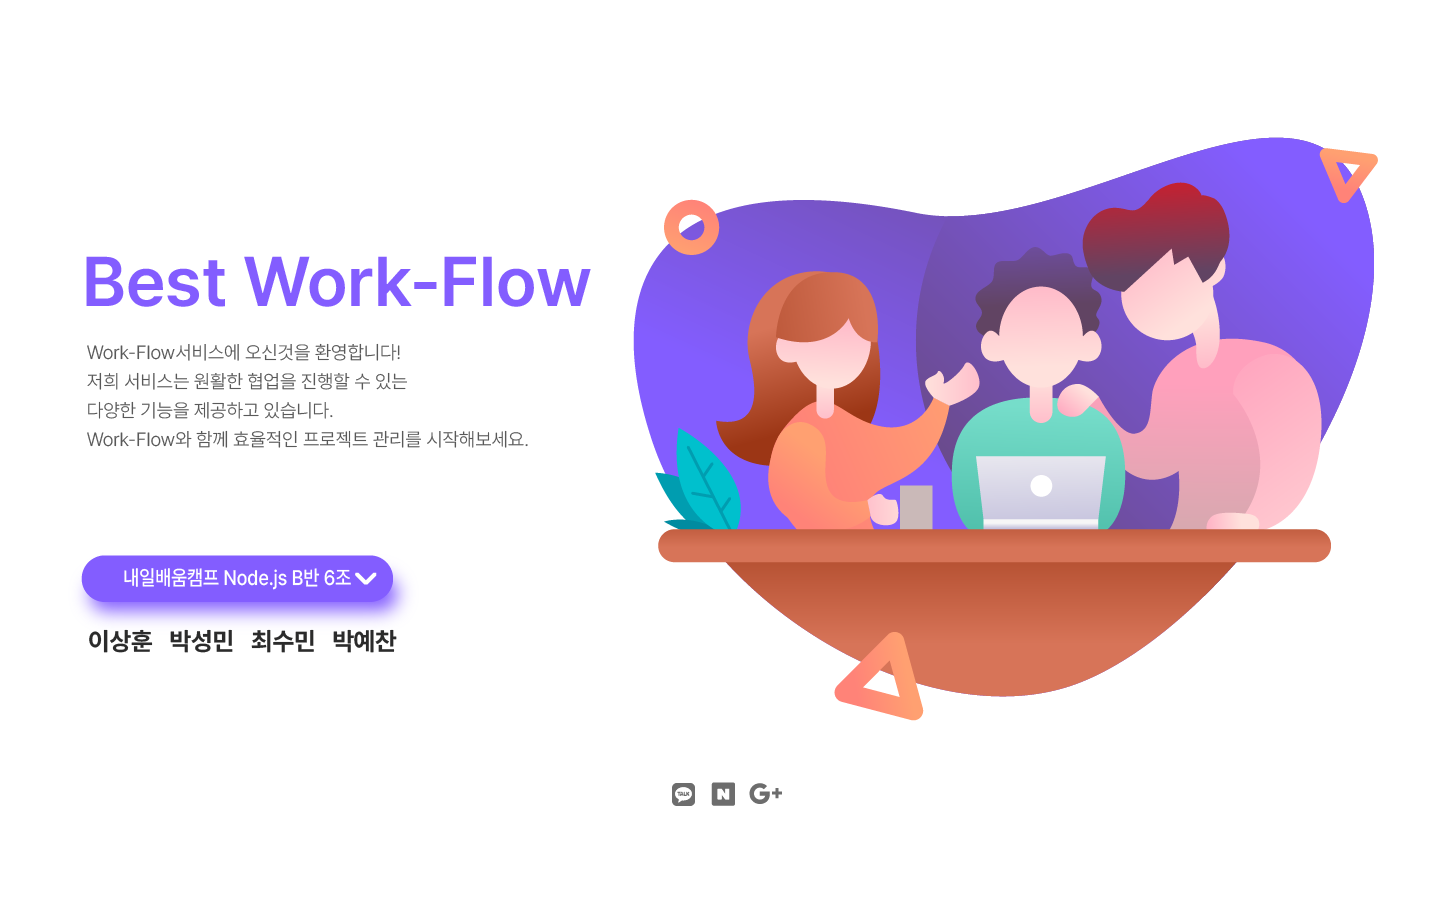 Best Work-Flow
Work-Flow서비스에 오신것을 환영합니다!
저희 서비스는 원활한 협업을 진행할 수 있는
다양한 기능을 제공하고 있습니다.
Work-Flow와 함께 효율적인 프로젝트 관리를 시작해보세요.
내일배움캠프 Node.js B반 6조
이상훈 박성민 최수민 박예찬
TALK N G+